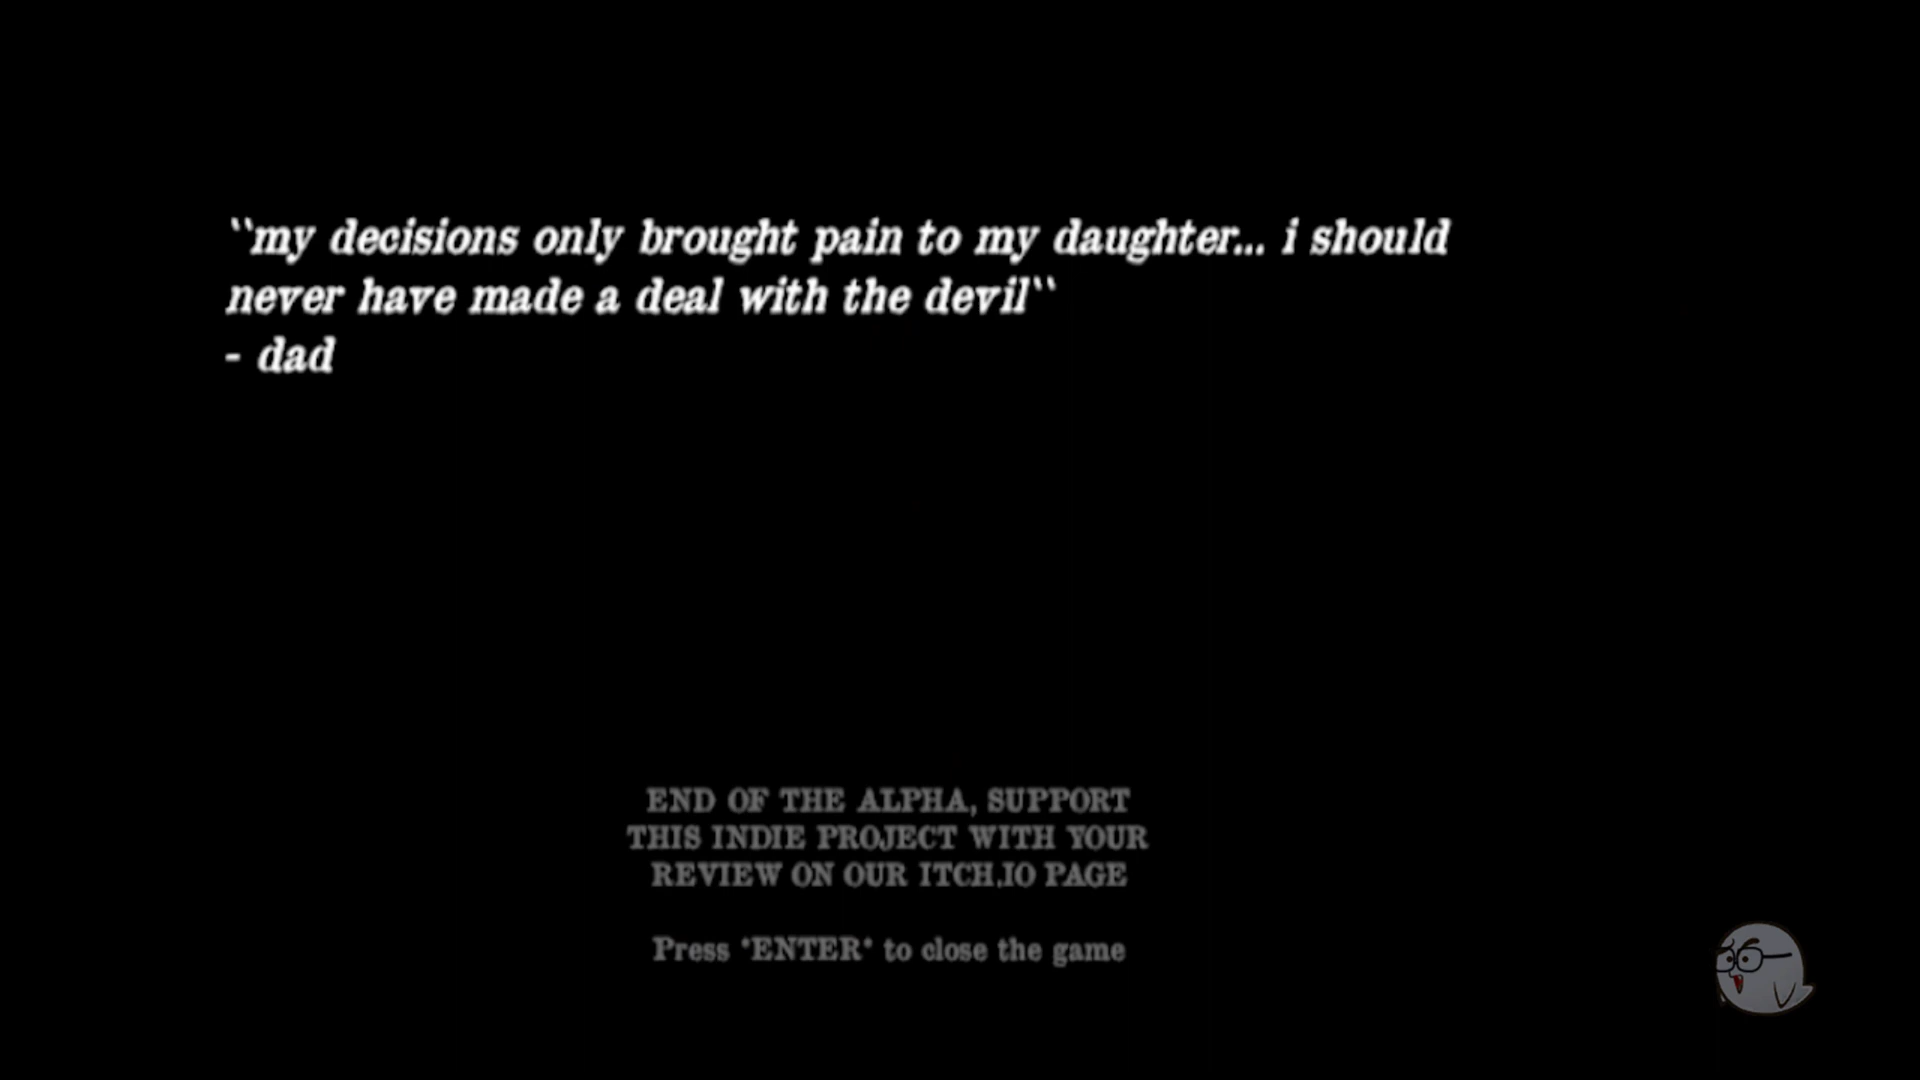 ``my decisions only brought pain to my daughter... i should
never have made a deal with the devil``
- dad
END OF THE ALPHA, SUPPORT
THIS INDIE PROJECT WITH YOUR
REVIEW ON OUR ITCH.IO PAGE
Press *ENTER* to close the game